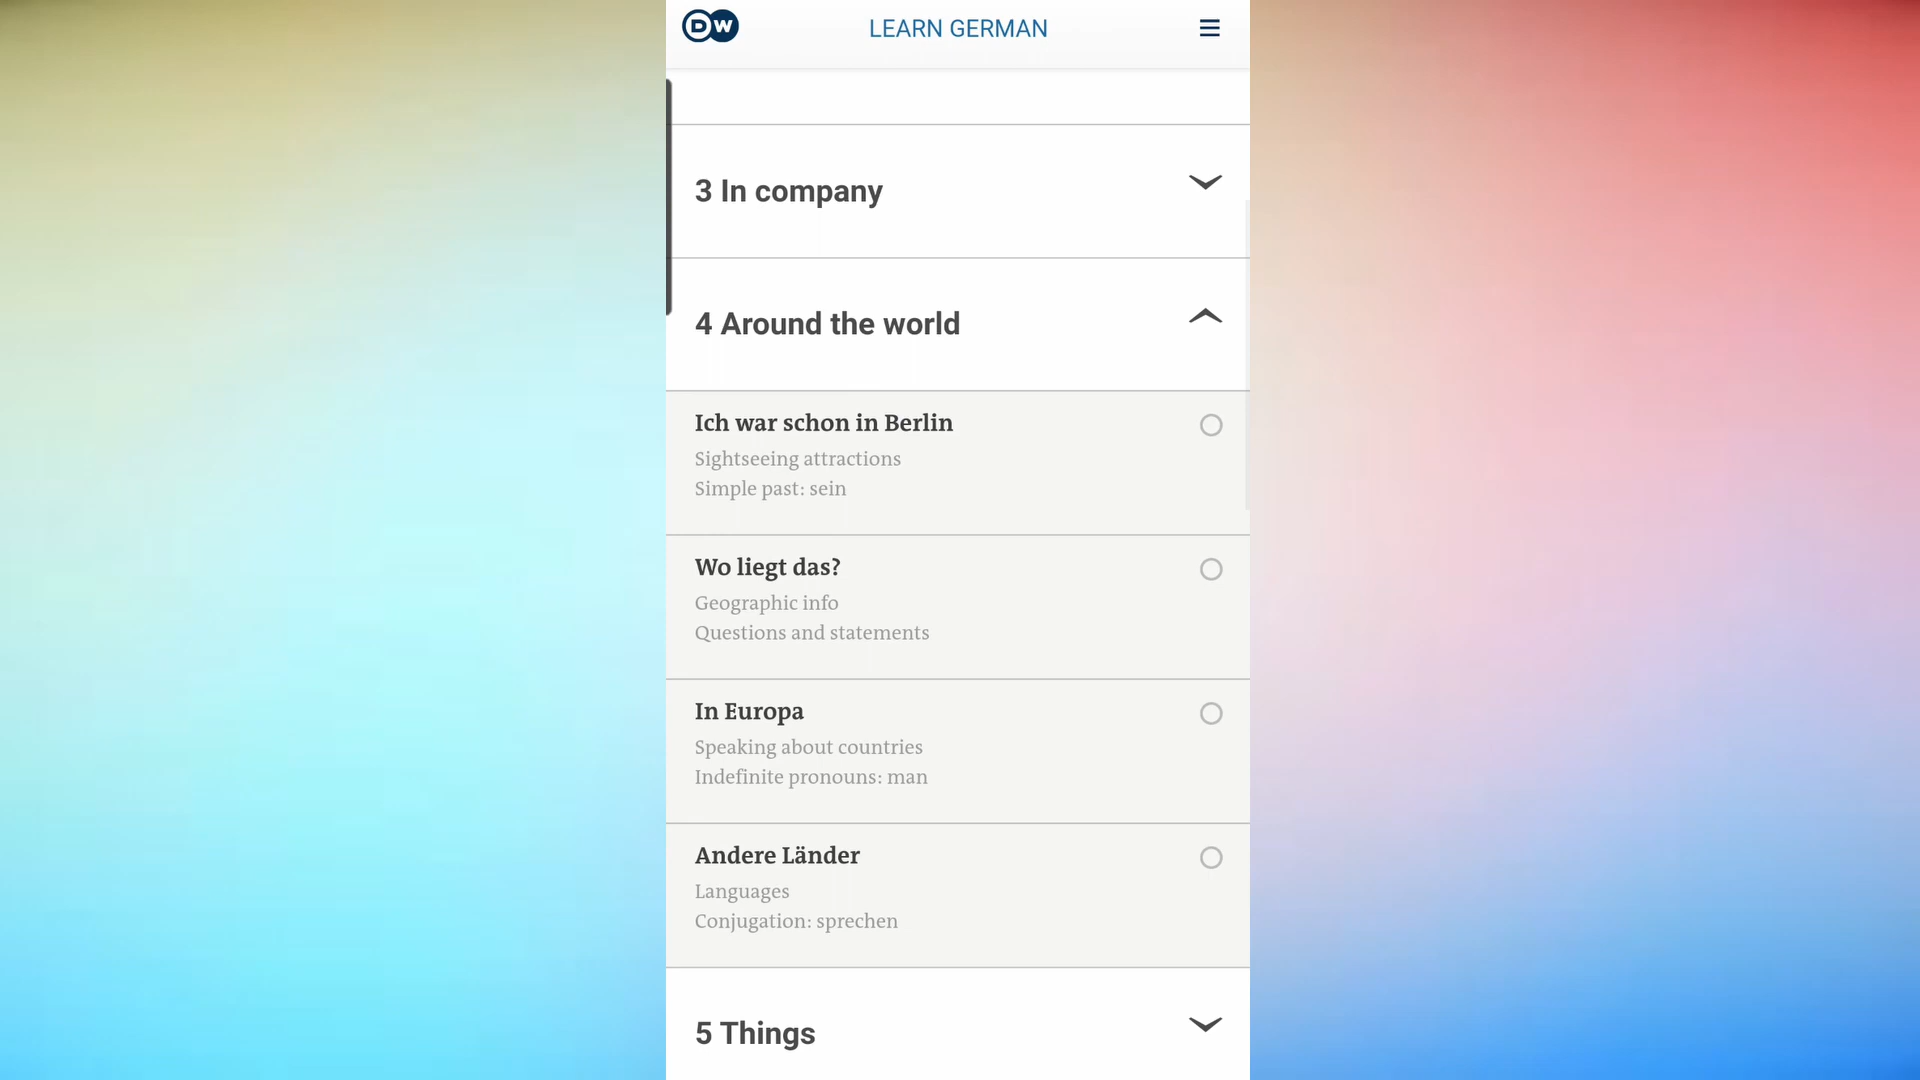 DW LEARN GERMAN
3 In company
4 Around the world
Ich war schon in Berlin
Sightseeing attractions
Simple past: sein
Wo liegt das?
Geographic info
Questions and statements
In Europa
Speaking about countries
Indefinite pronouns: man
Andere Länder
Languages
Conjugation: sprechen
5 Things